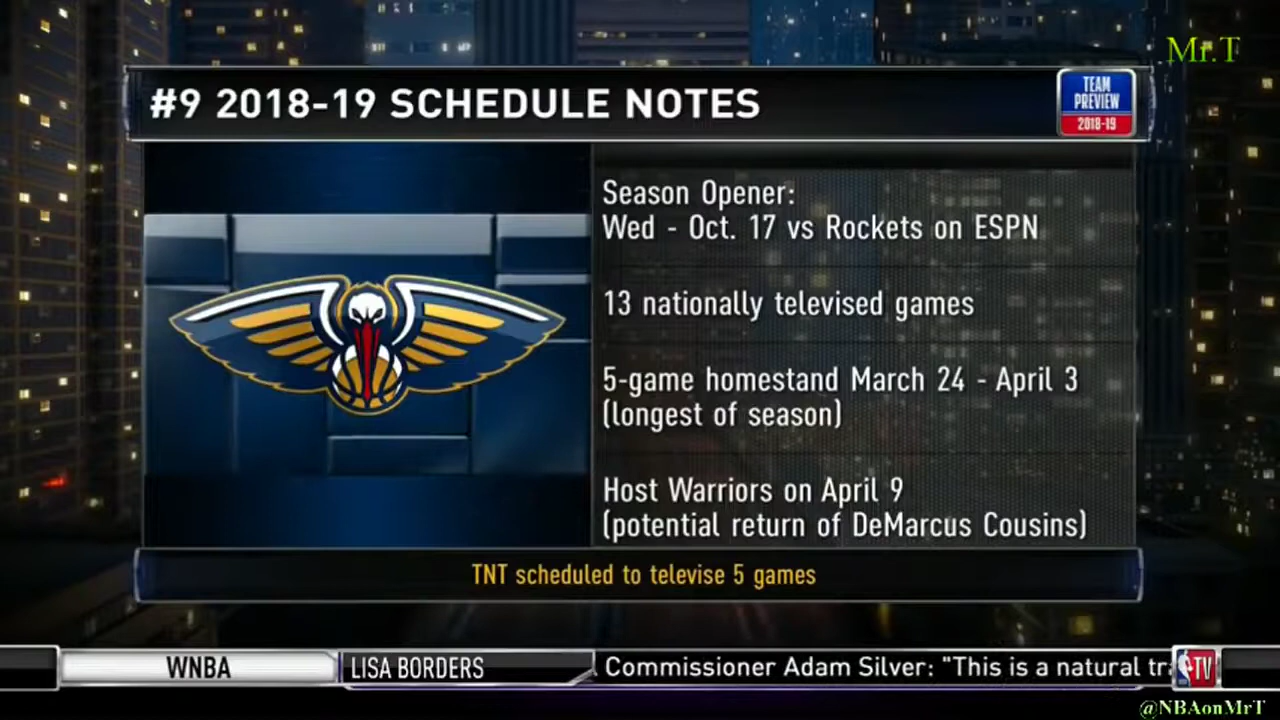 Mr.T
#9 2018-19 SCHEDULE NOTES
TEAM
PREVIEW
2018-19
Season Opener:
Wed - Oct. 17 vs Rockets on ESPN
13 nationally televised games
5-game homestand March 24 - April 3
(longest of season)
Host Warriors on April 9
(potential return of DeMarcus Cousins)
TNT scheduled to televise 5 games
WNBA
LISA BORDERS
Commissioner Adam Silver: "This is a natural
TV
@NBAonMrT